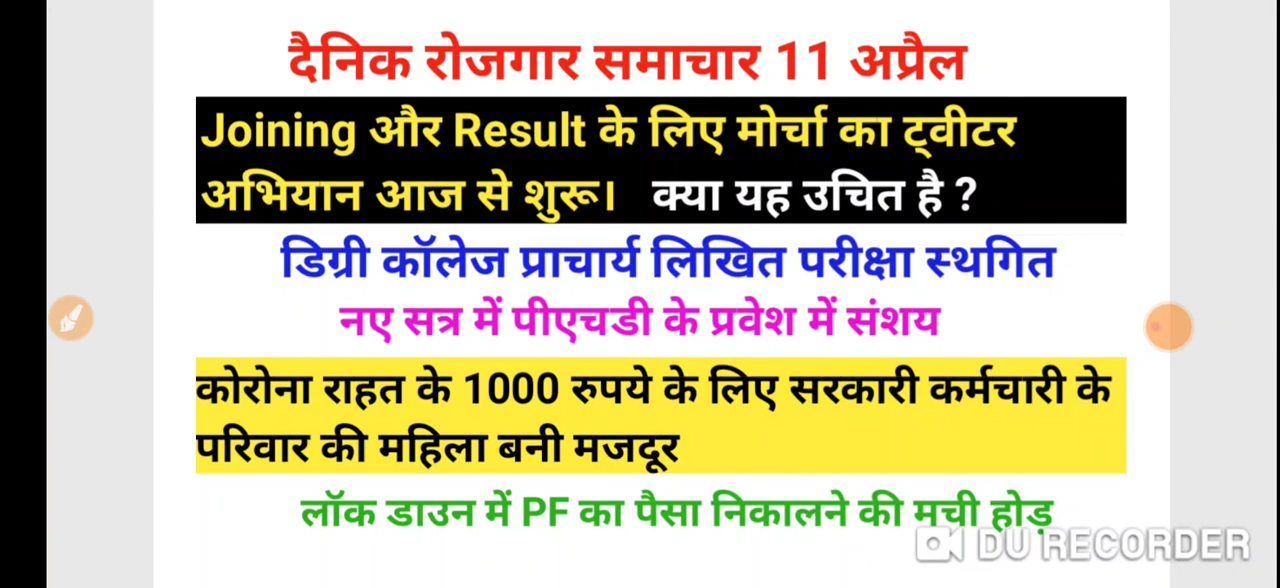 दैनिक रोजगार समाचार 11 अप्रैल
Joining और Result के लिए मोर्चा का ट्वीटर
अभियान आज से शुरू। क्या यह उचित है ?
डिग्री कॉलेज प्राचार्य लिखित परीक्षा स्थगित
नए सत्र में पीएचडी के प्रवेश में संशय
कोरोना राहत के 1000 रुपये के लिए सरकारी कर्मचारी के
परिवार की महिला बनी मजदूर
लॉक डाउन में PF का पैसा निकालने की मची होड़
DU RECORDER